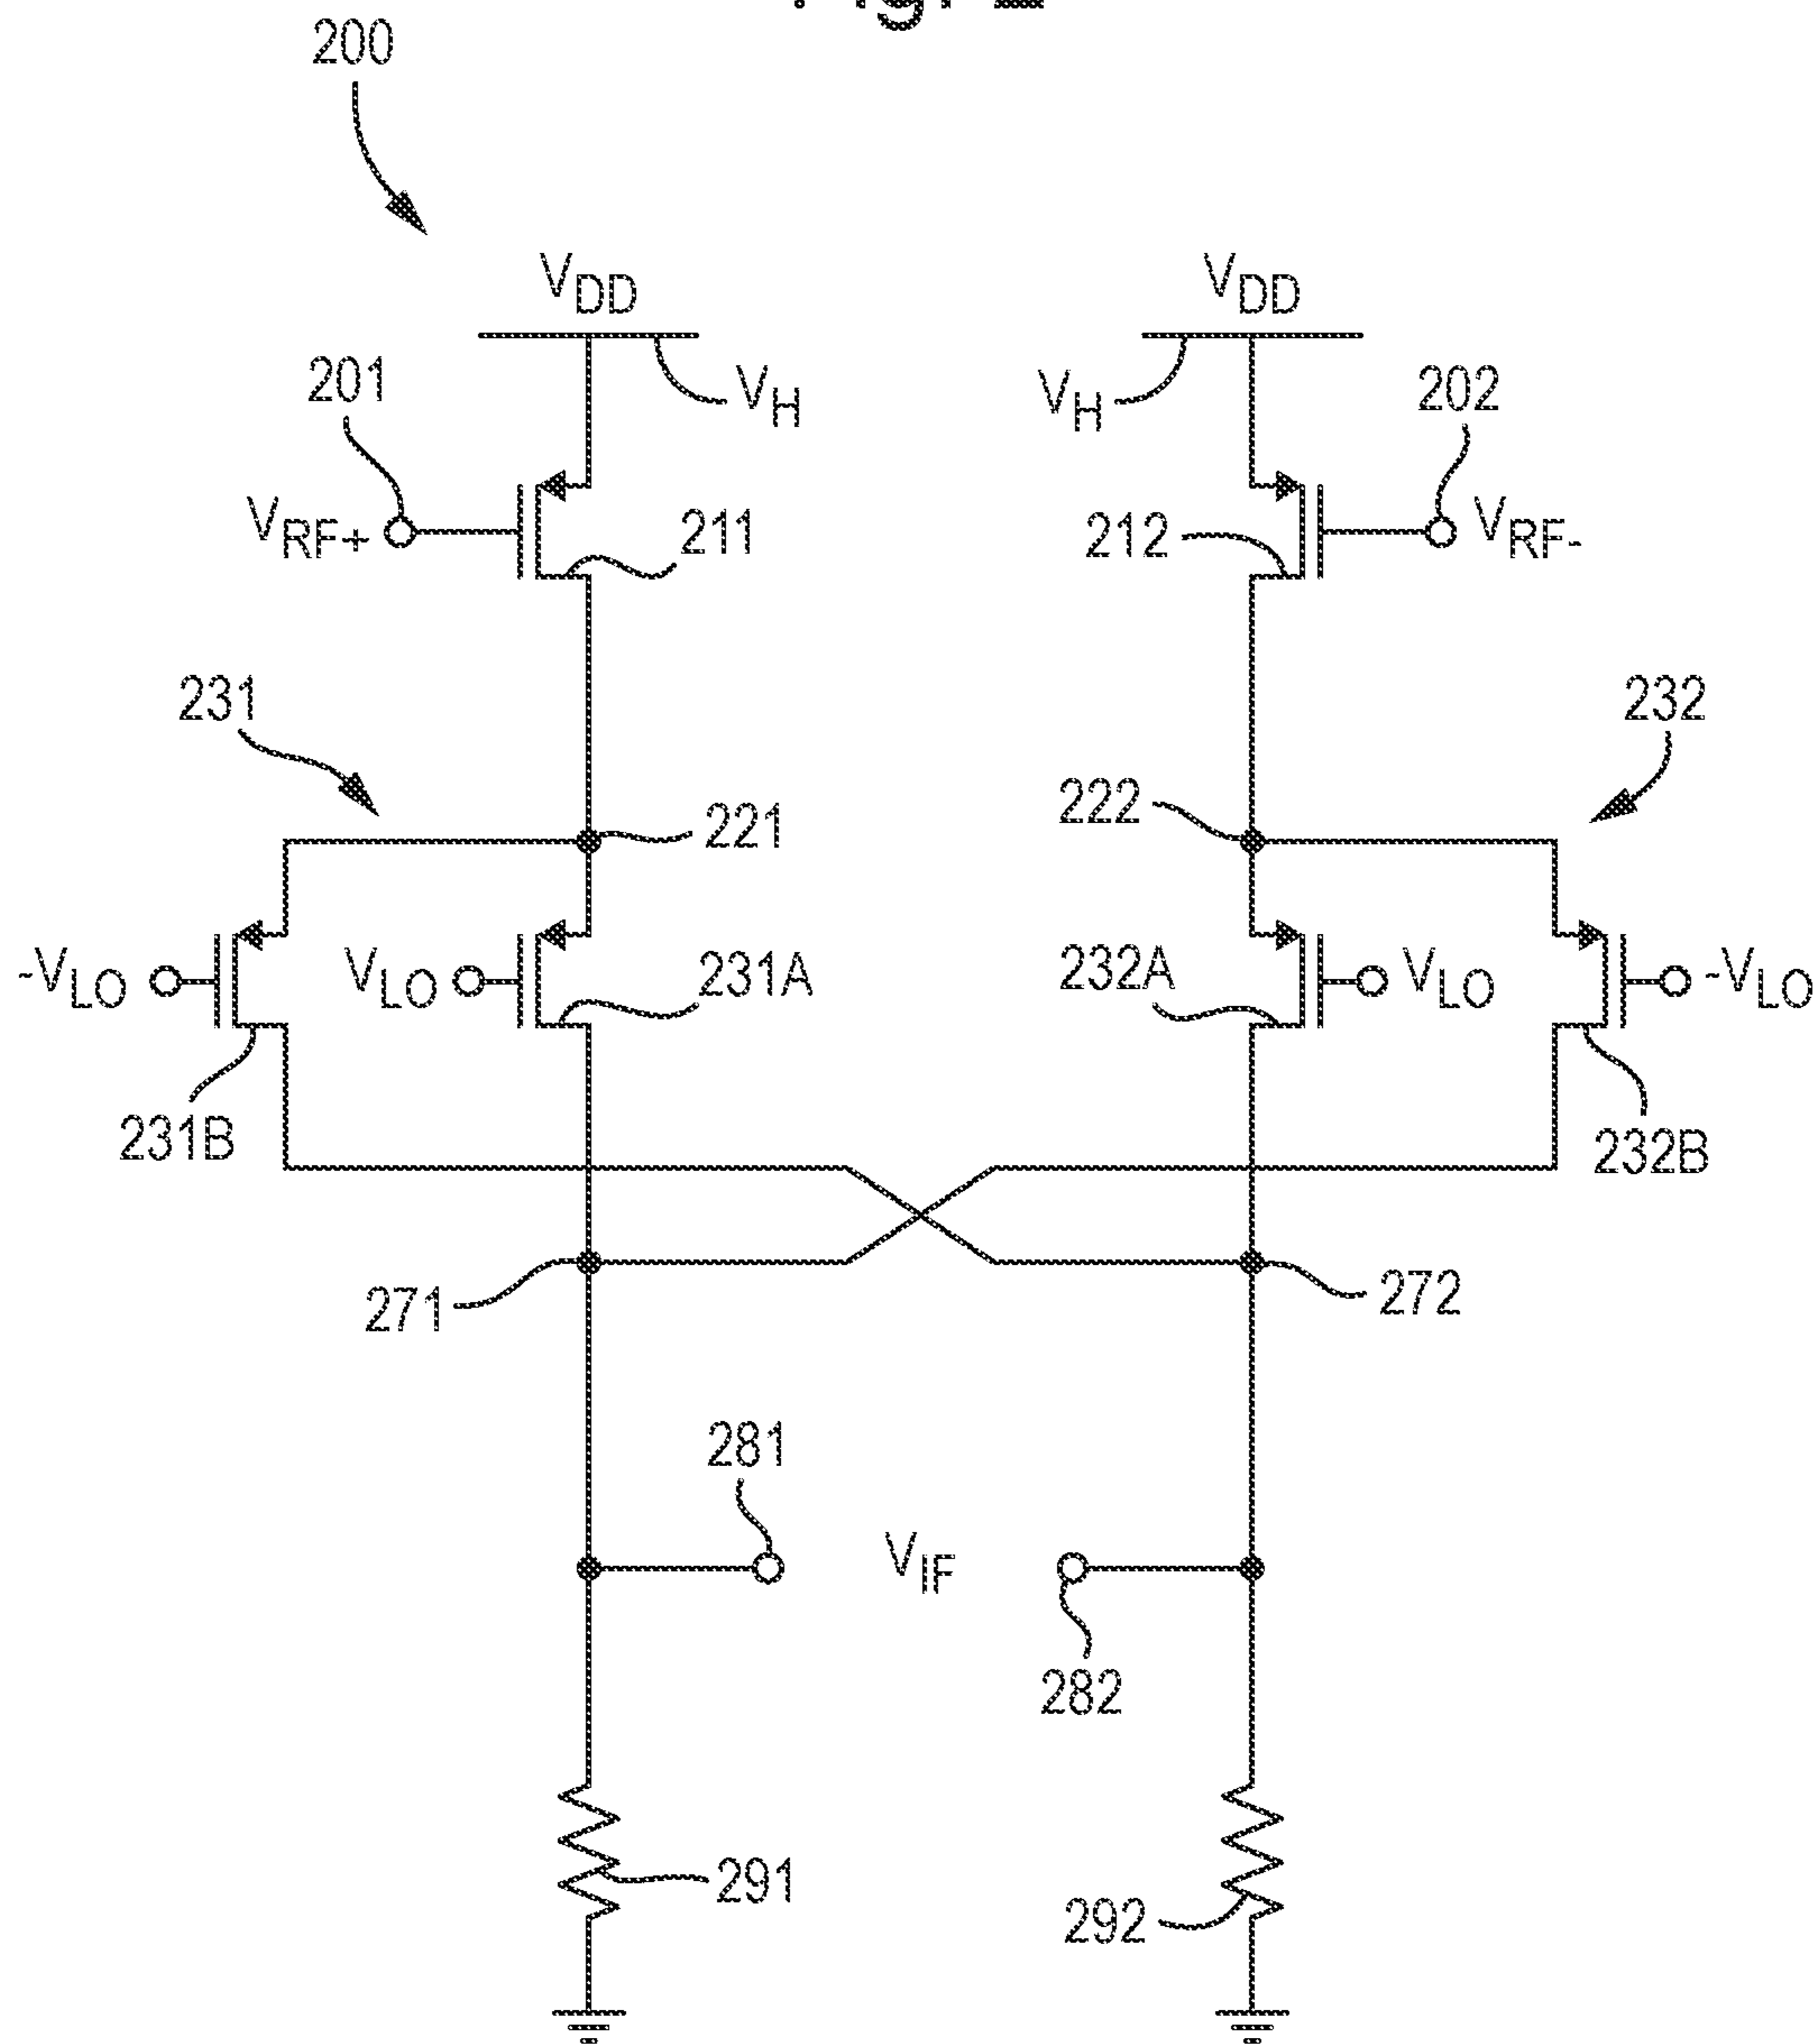 200
VDD VDD
201 VH VH 202
VRF+ 211 212 VRF-
231 232
221 222
-VLO VLO 231A 232A VLO -VLO
231B 232B
271 272
281
VIF
282
291 292